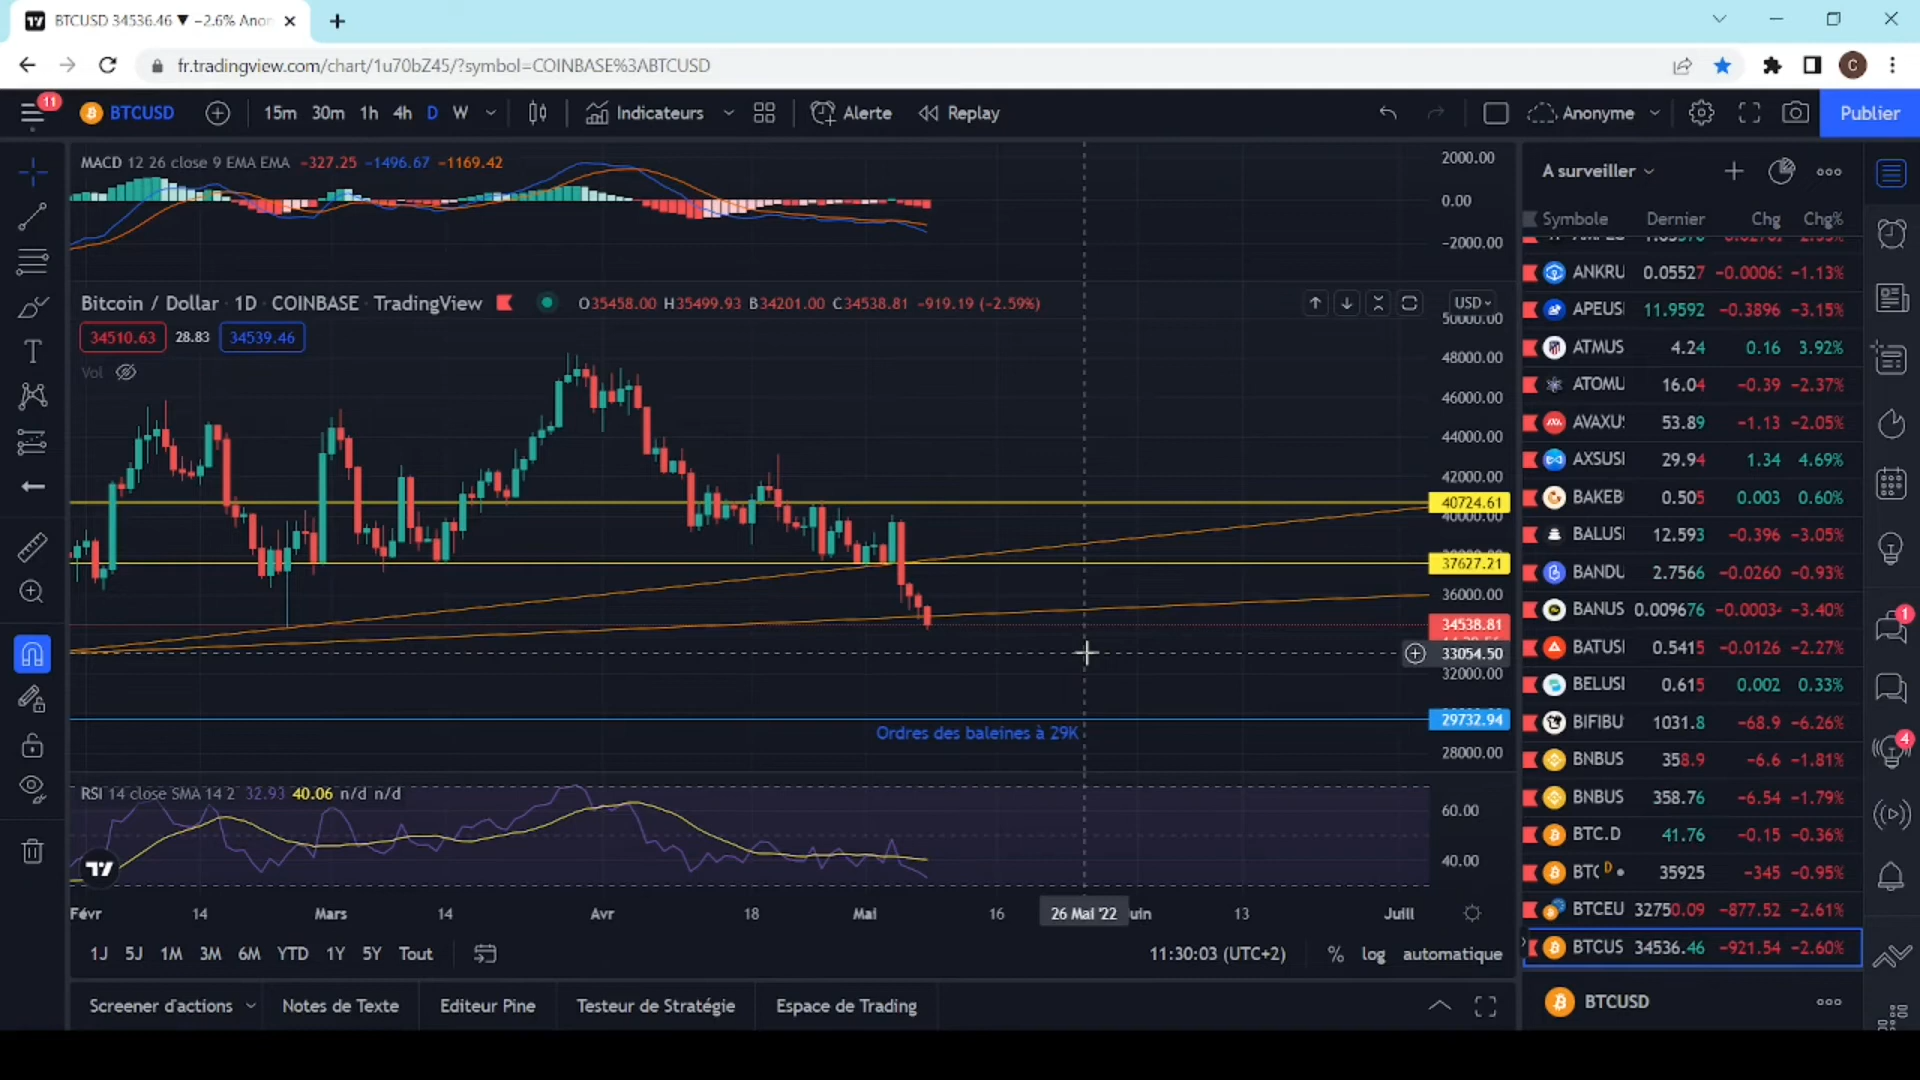 BTCUSD 34536.46 ▼ −2.6% Anon
fr.tradingview.com/chart/1u70bZ45/?symbol=COINBASE%3ABTCUSD
C
11
BTCUSD
15m 30m 1h 4h D W
Indicateurs
Alerte
Replay
Anonyme
Publier
MACD 12 26 close 9 EMA EMA −327.25 −1496.67 −1169.42
2000.00
0.00
−2000.00
Bitcoin / Dollar · 1D · COINBASE · TradingView
O35458.00 H35499.93 B34201.00 C34538.81 −919.19 (−2.59%)
USD
34510.63 28.83 34539.46
Vol
50000.00
48000.00
46000.00
44000.00
42000.00
40724.61
40000.00
37627.21
36000.00
34538.81
33054.50
32000.00
29732.94
28000.00
Ordres des baleines à 29K
RSI 14 close SMA 14 2 32.93 40.06 n/d n/d
60.00
40.00
Févr 14 Mars 14 Avr 18 Mai 16 26 Mai '22 uin 13 Juill
1J 5J 1M 3M 6M YTD 1Y 5Y Tout
11:30:03 (UTC+2)
% log automatique
Screener d'actions
Notes de Texte
Editeur Pine
Testeur de Stratégie
Espace de Trading
A surveiller
Symbole Dernier Chg Chg%
ANKRU 0.05527 −0.0006 −1.13%
APEUS 11.9592 −0.3896 −3.15%
ATMUS 4.24 0.16 3.92%
ATOMU 16.04 −0.39 −2.37%
AVAXU 53.89 −1.13 −2.05%
AXSUSI 29.94 1.34 4.69%
BAKEB 0.505 0.003 0.60%
BALUSI 12.593 −0.396 −3.05%
BANDU 2.7566 −0.0260 −0.93%
BANUS 0.009676 −0.0003 −3.40%
BATUSI 0.5415 −0.0126 −2.27%
BELUSI 0.615 0.002 0.33%
BIFIBU 1031.8 −68.9 −6.26%
BNBUS 358.9 −6.6 −1.81%
BNBUS 358.76 −6.54 −1.79%
BTC.D 41.76 −0.15 −0.36%
BTC D 35925 −345 −0.95%
BTCEU 32750.09 −877.52 −2.61%
BTCUS 34536.46 −921.54 −2.60%
BTCUSD
1
4